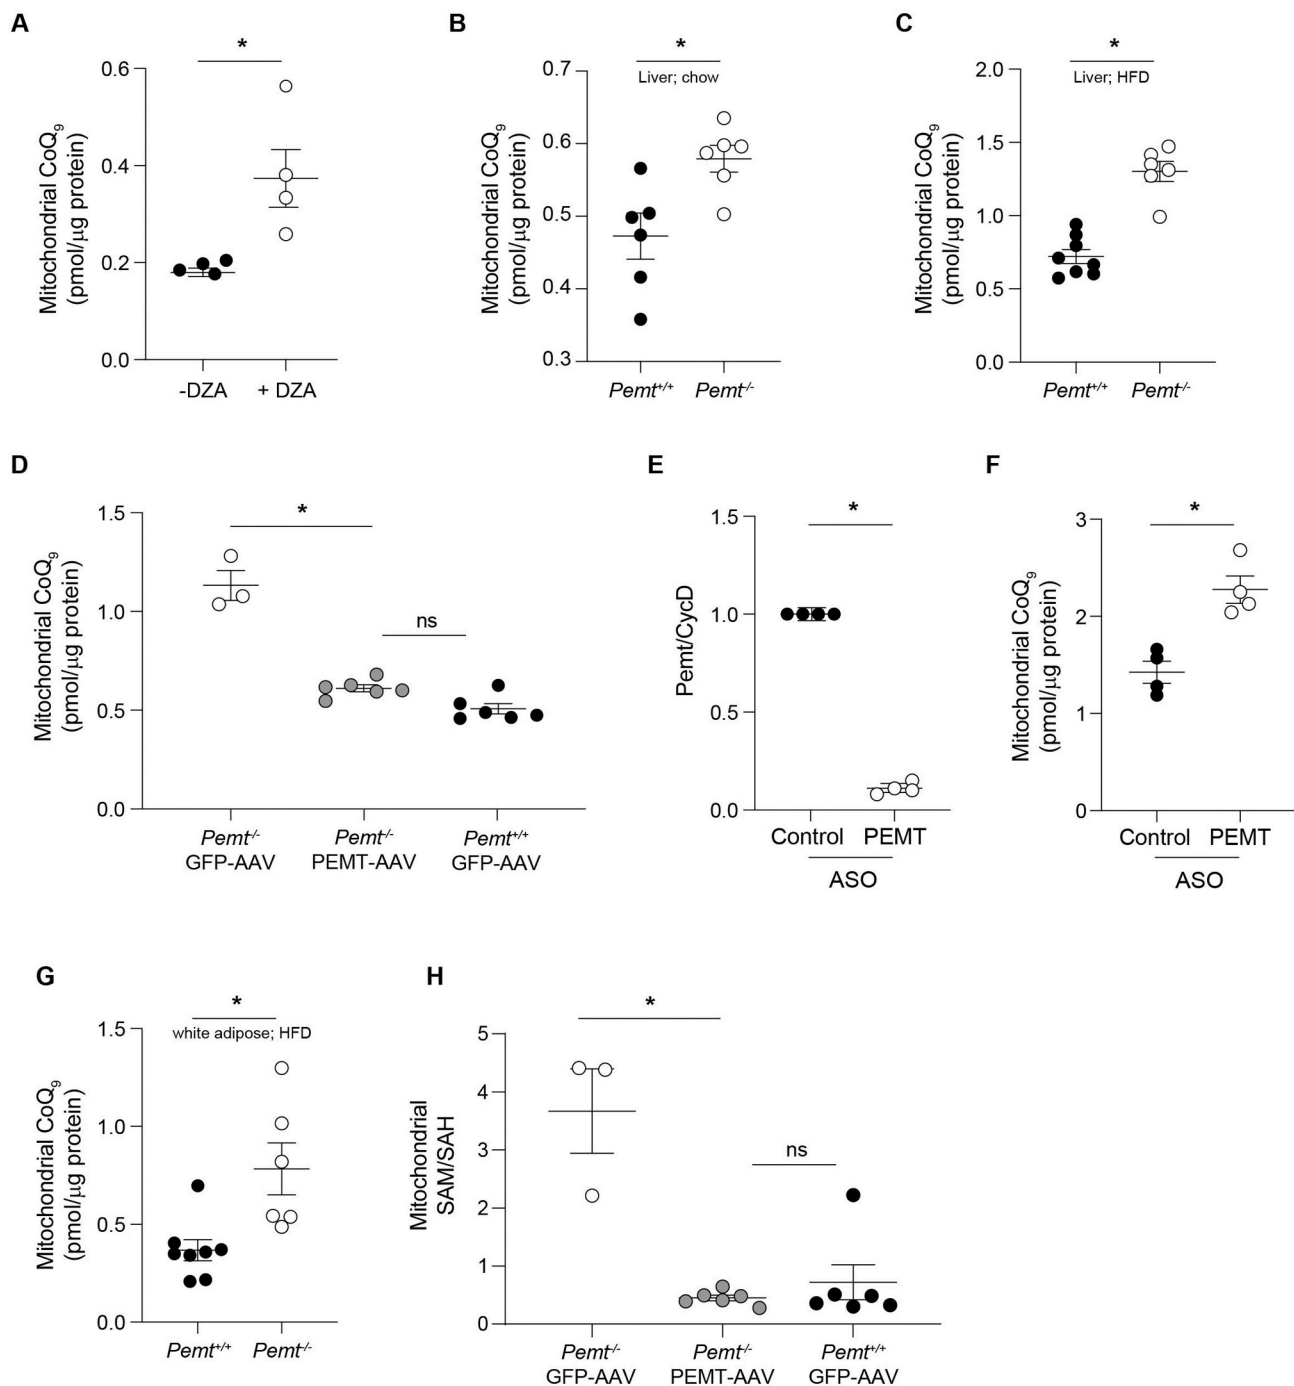 A
*
Mitochondrial CoQ₉
(pmol/μg protein)
0.6
0.4
0.2
0.0
-DZA
+ DZA
B
*
Liver; chow
Mitochondrial CoQ₉
(pmol/μg protein)
0.7
0.6
0.5
0.4
0.3
Pemt+/+
Pemt-/-
C
*
Liver; HFD
Mitochondrial CoQ₉
(pmol/μg protein)
2.0
1.5
1.0
0.5
0.0
Pemt+/+
Pemt-/-
D
*
ns
Mitochondrial CoQ₉
(pmol/μg protein)
1.5
1.0
0.5
0.0
Pemt-/-
GFP-AAV
Pemt-/-
PEMT-AAV
Pemt+/+
GFP-AAV
E
*
Pemt/CycD
1.5
1.0
0.5
0.0
Control
PEMT
ASO
F
*
Mitochondrial CoQ₉
(pmol/μg protein)
3
2
1
0
Control
PEMT
ASO
G
*
white adipose; HFD
Mitochondrial CoQ₉
(pmol/μg protein)
1.5
1.0
0.5
0.0
Pemt+/+
Pemt-/-
H
*
ns
Mitochondrial
SAM/SAH
5
4
3
2
1
0
Pemt-/-
GFP-AAV
Pemt-/-
PEMT-AAV
Pemt+/+
GFP-AAV